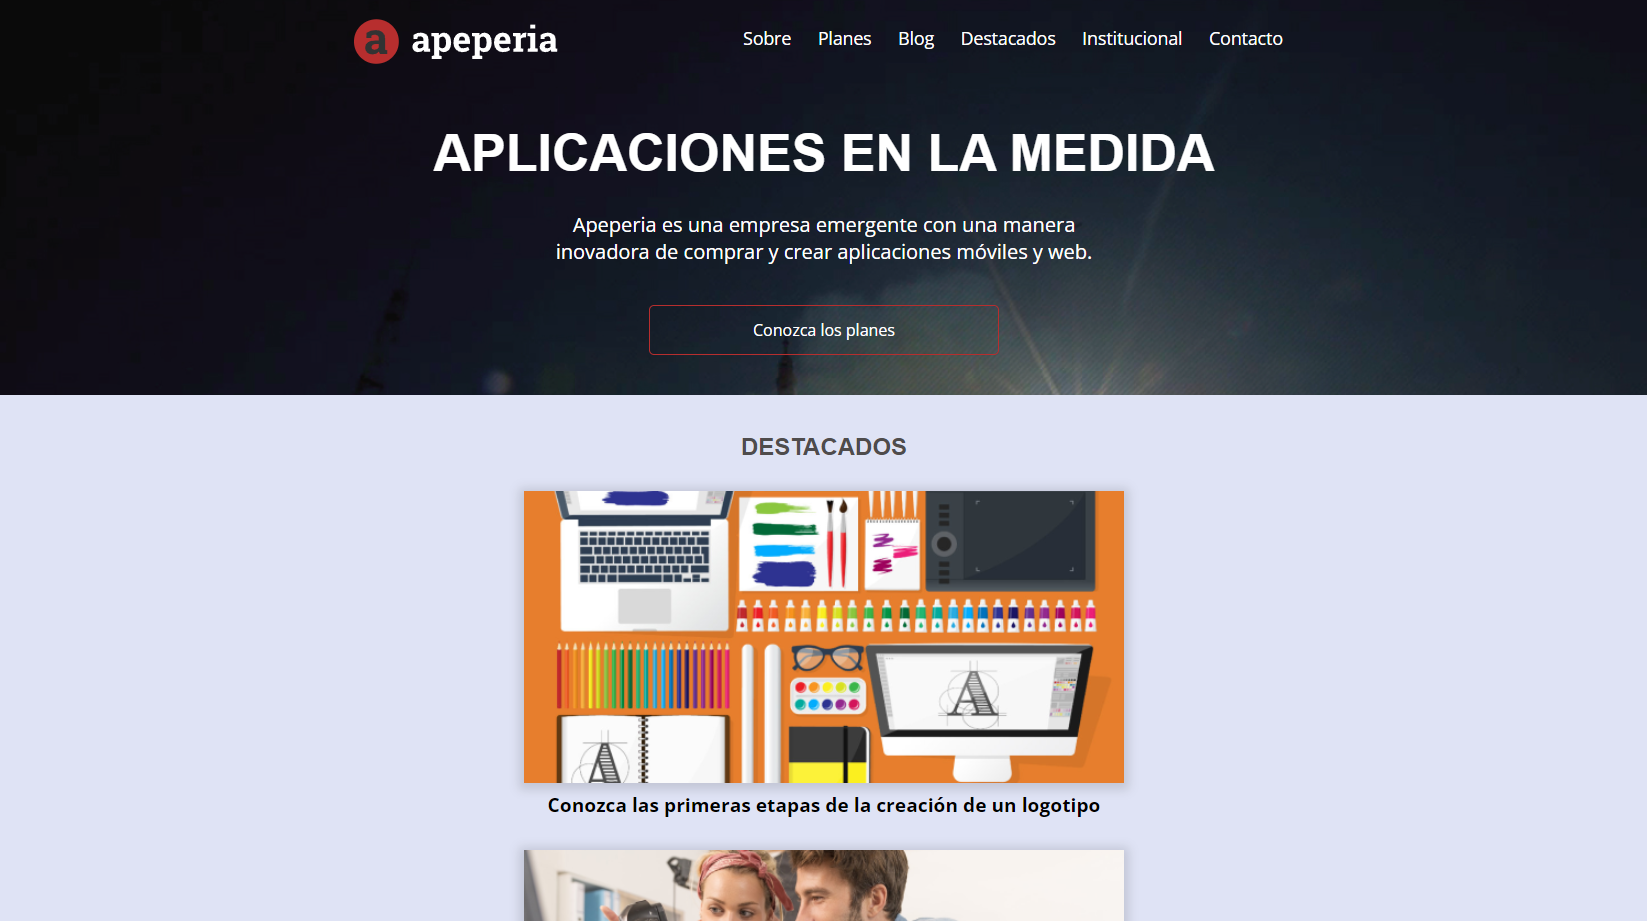 a apeperia
Sobre Planes Blog Destacados Institucional Contacto
APLICACIONES EN LA MEDIDA
Apeperia es una empresa emergente con una manera
inovadora de comprar y crear aplicaciones móviles y web.
Conozca los planes
DESTACADOS
A
A
Conozca las primeras etapas de la creación de un logotipo